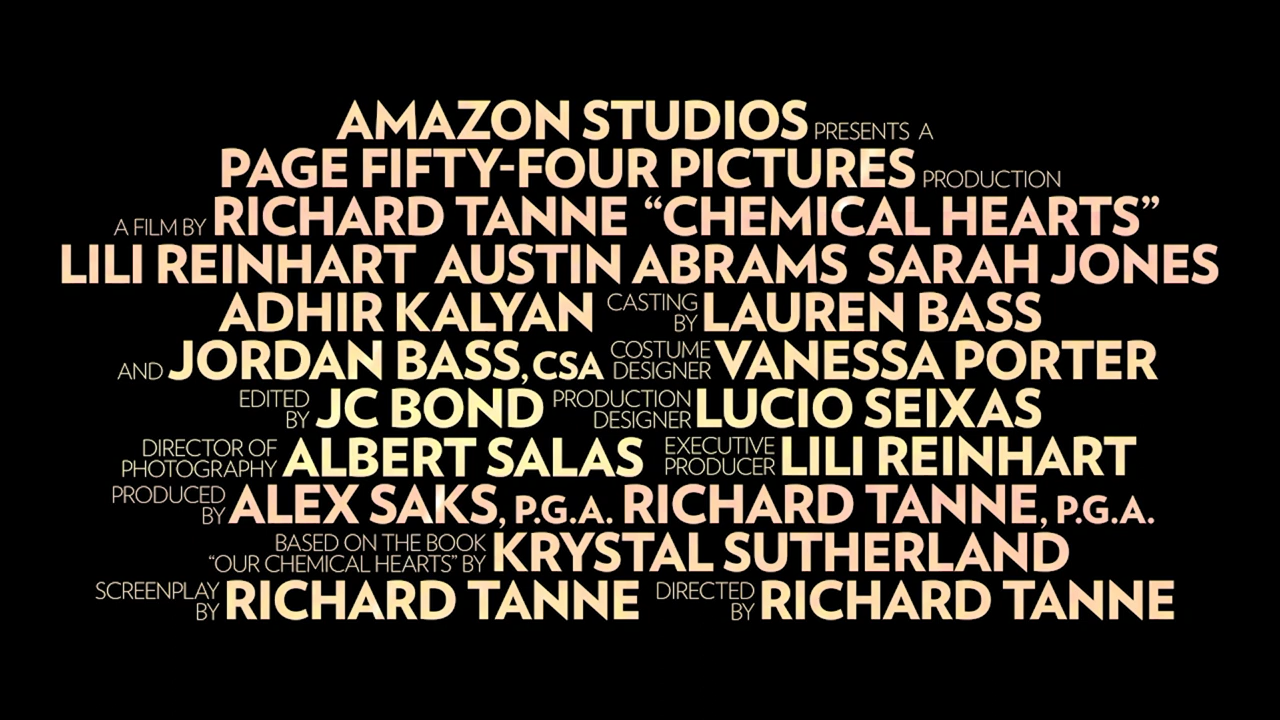 AMAZON STUDIOS PRESENTS A
PAGE FIFTY-FOUR PICTURES PRODUCTION
A FILM BY RICHARD TANNE “CHEMICAL HEARTS”
LILI REINHART AUSTIN ABRAMS SARAH JONES
ADHIR KALYAN CASTING BY LAUREN BASS
AND JORDAN BASS, CSA COSTUME DESIGNER VANESSA PORTER
EDITED BY JC BOND PRODUCTION DESIGNER LUCIO SEIXAS
DIRECTOR OF PHOTOGRAPHY ALBERT SALAS EXECUTIVE PRODUCER LILI REINHART
PRODUCED BY ALEX SAKS, P.G.A. RICHARD TANNE, P.G.A.
BASED ON THE BOOK “OUR CHEMICAL HEARTS” BY KRYSTAL SUTHERLAND
SCREENPLAY BY RICHARD TANNE DIRECTED BY RICHARD TANNE